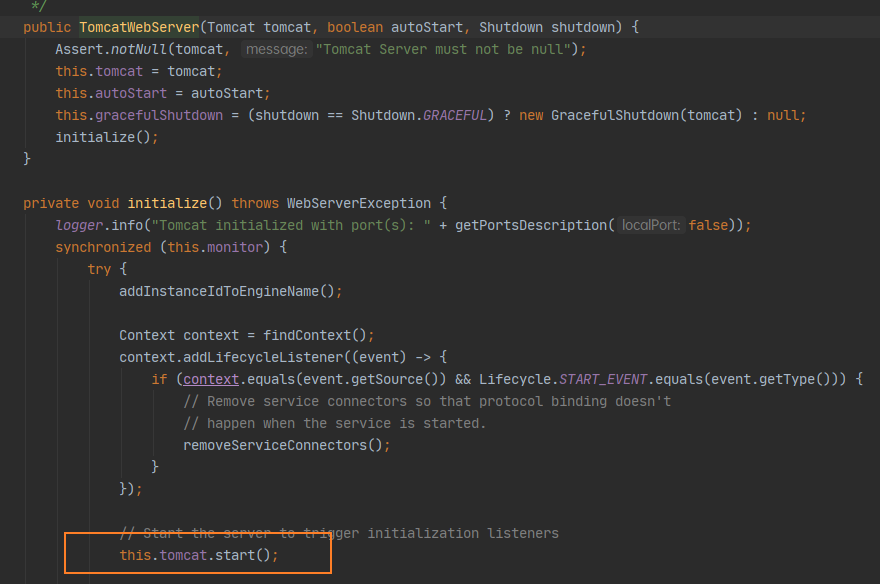 */
public TomcatWebServer(Tomcat tomcat, boolean autoStart, Shutdown shutdown) {
Assert.notNull(tomcat, message: "Tomcat Server must not be null");
this.tomcat = tomcat;
this.autoStart = autoStart;
this.gracefulShutdown = (shutdown == Shutdown.GRACEFUL) ? new GracefulShutdown(tomcat) : null;
initialize();
}
private void initialize() throws WebServerException {
logger.info("Tomcat initialized with port(s): " + getPortsDescription( localPort: false));
synchronized (this.monitor) {
try {
addInstanceIdToEngineName();
Context context = findContext();
context.addLifecycleListener((event) -> {
if (context.equals(event.getSource()) && Lifecycle.START_EVENT.equals(event.getType())) {
// Remove service connectors so that protocol binding doesn't
// happen when the service is started.
removeServiceConnectors();
}
});
// Start the server to trigger initialization listeners
this.tomcat.start();